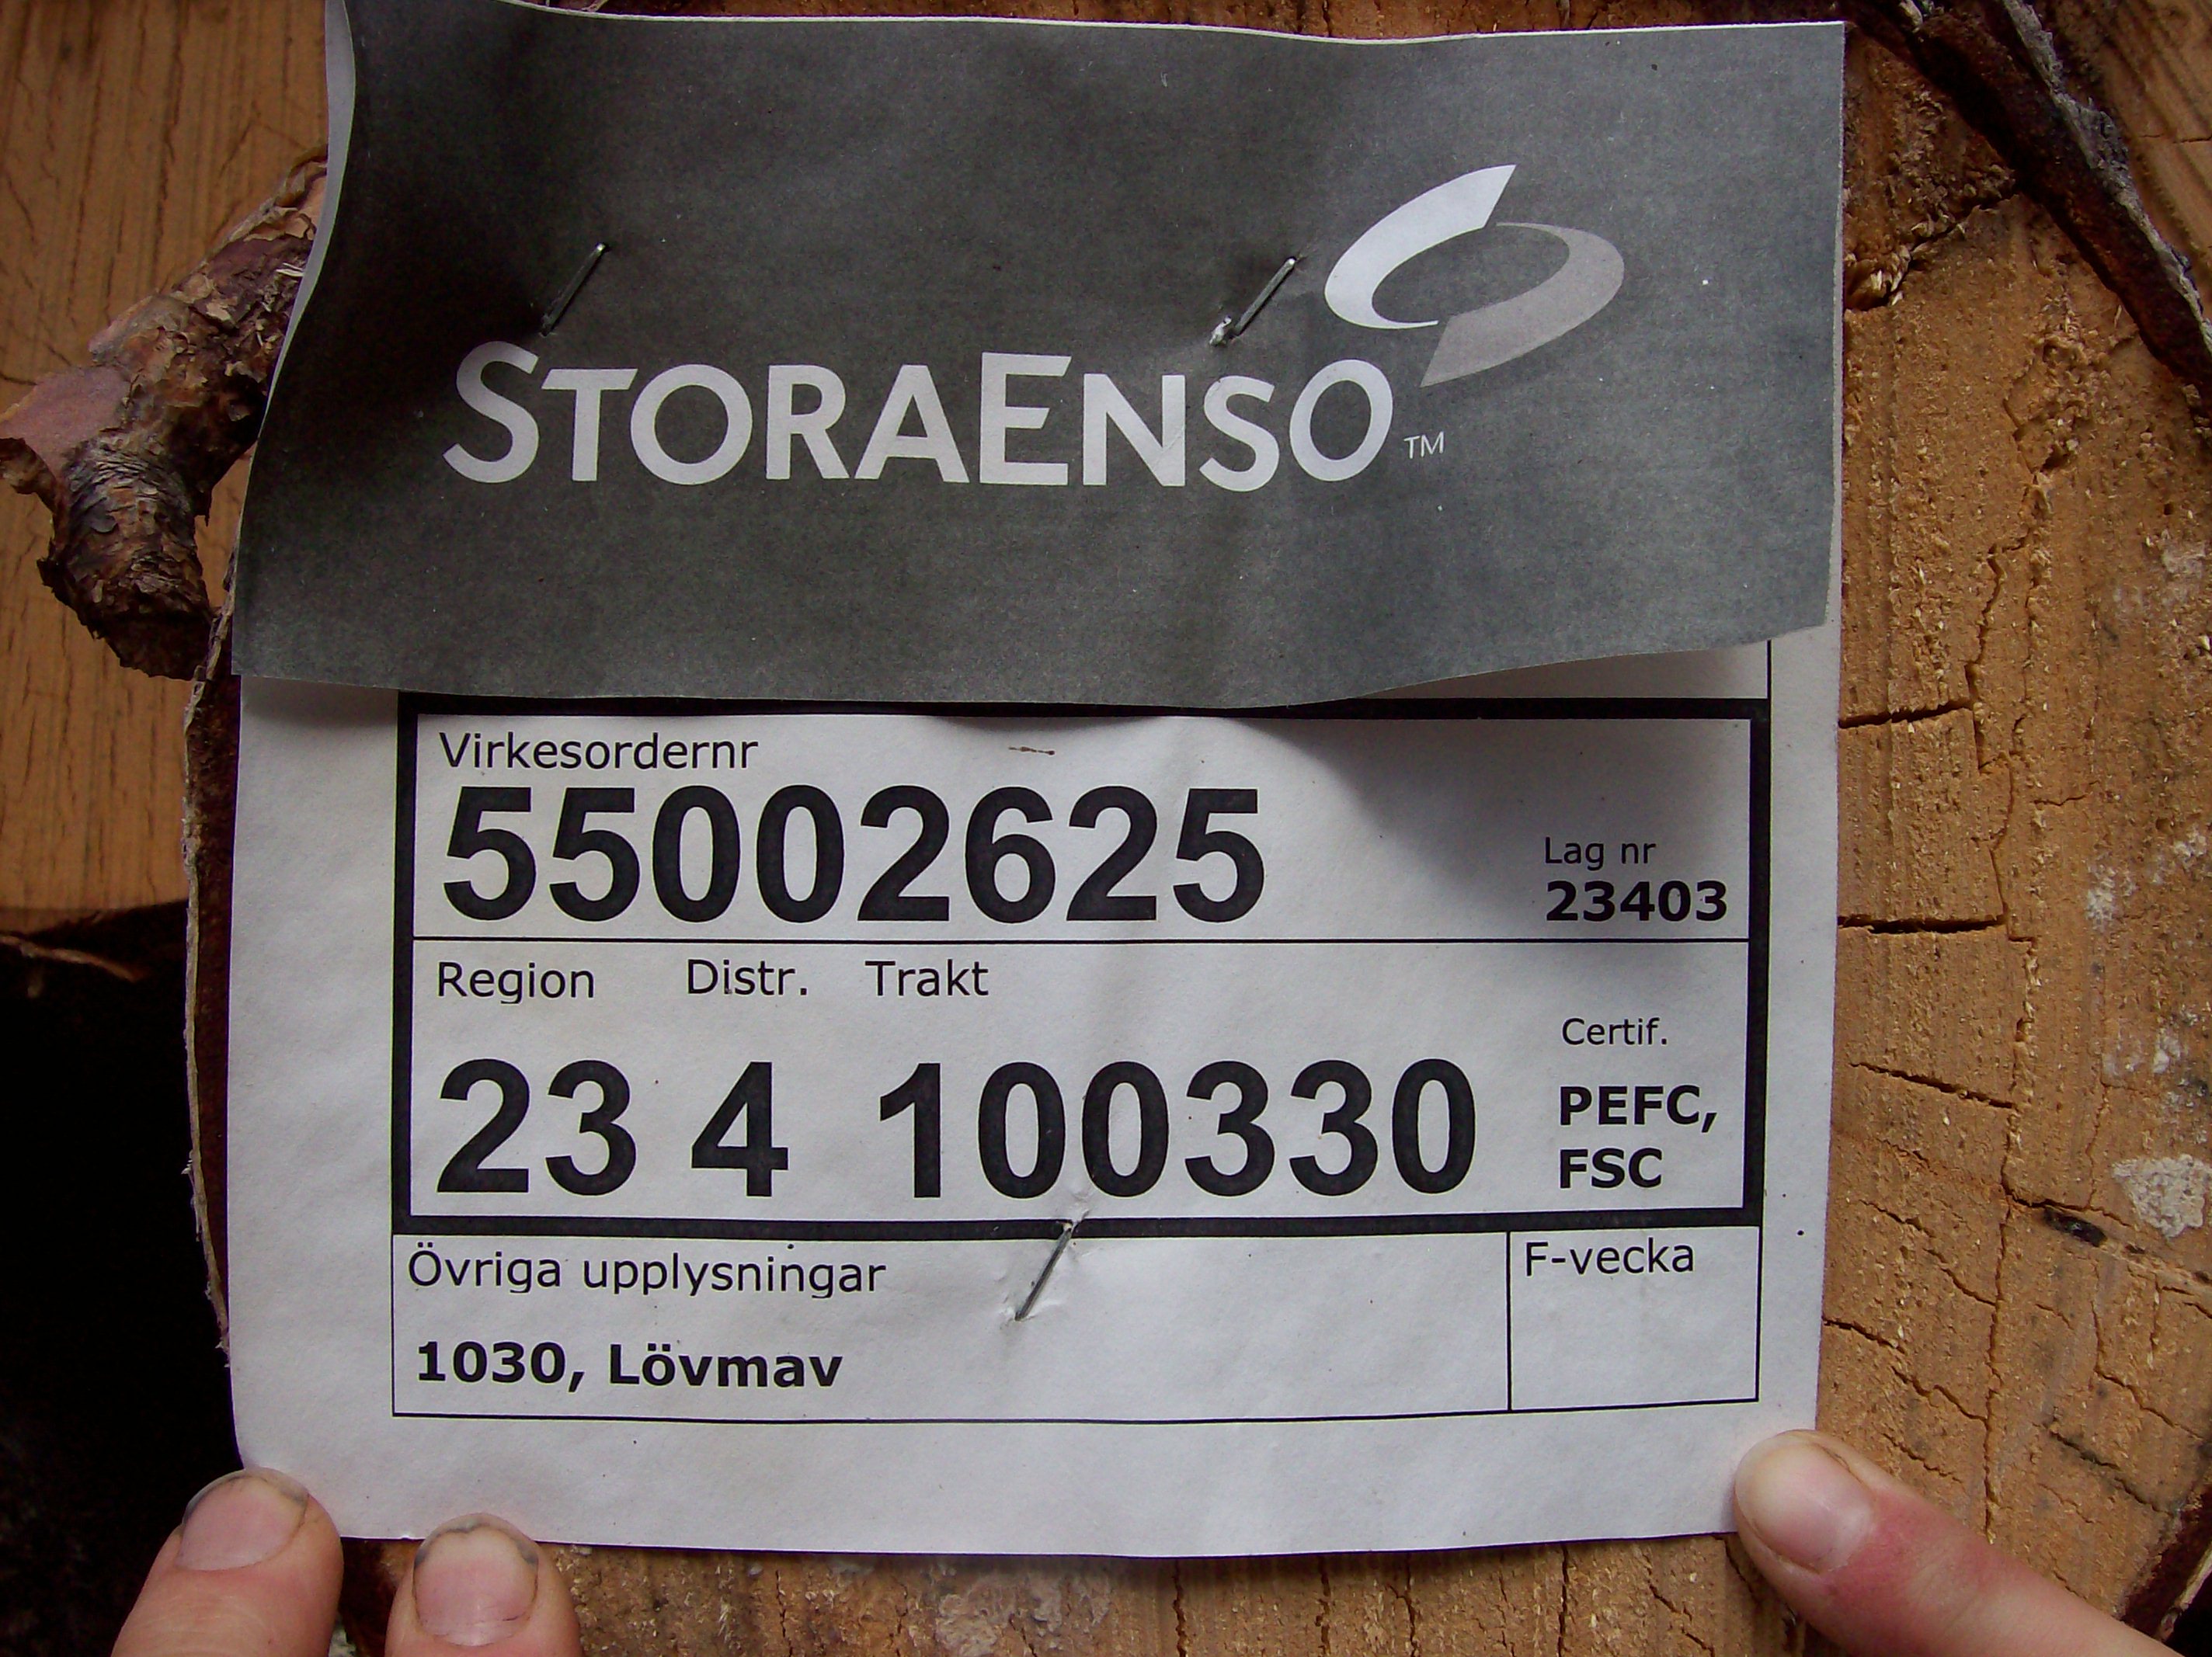 STORAENSO™
Virkesordernr
55002625
Lag nr
23403
Region Distr. Trakt
23 4 100330
Certif.
PEFC,
FSC
Övriga upplysningar
1030, Lövmav
F-vecka